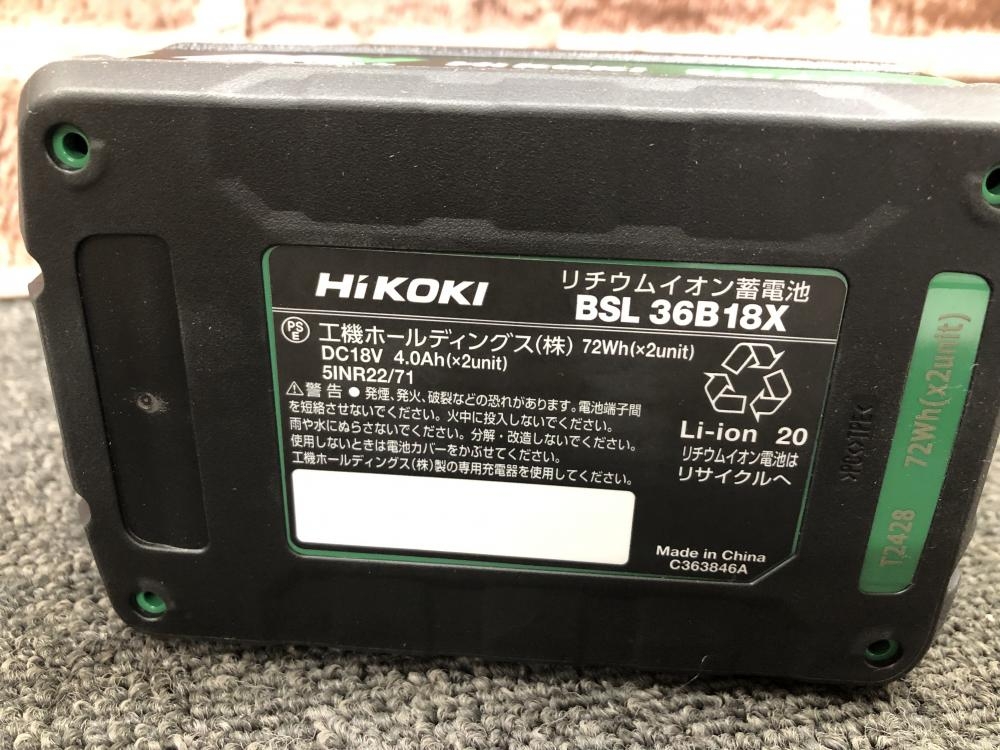 HiKOKI
HiKOKI
リチウムイオン蓄電池
BSL 36B18X
PS
E
工機ホールディングス(株) 72Wh(×2unit)
DC18V 4.0Ah(×2unit)
5INR22/71
⚠警告 ● 発煙、発火、破裂などの恐れがあります。電池端子間
を短絡させないでください。火中に投入しないでください。
雨や水にぬらさないでください。分解・改造しないでください。
使用しないときは電池カバーをかぶせてください。
工機ホールディングス(株)製の専用充電器を使用してください。
Li-ion 20
リチウムイオン電池は
リサイクルへ
Made in China
C363846A
>PC<>TPE<
T2428 72Wh(x2unit)